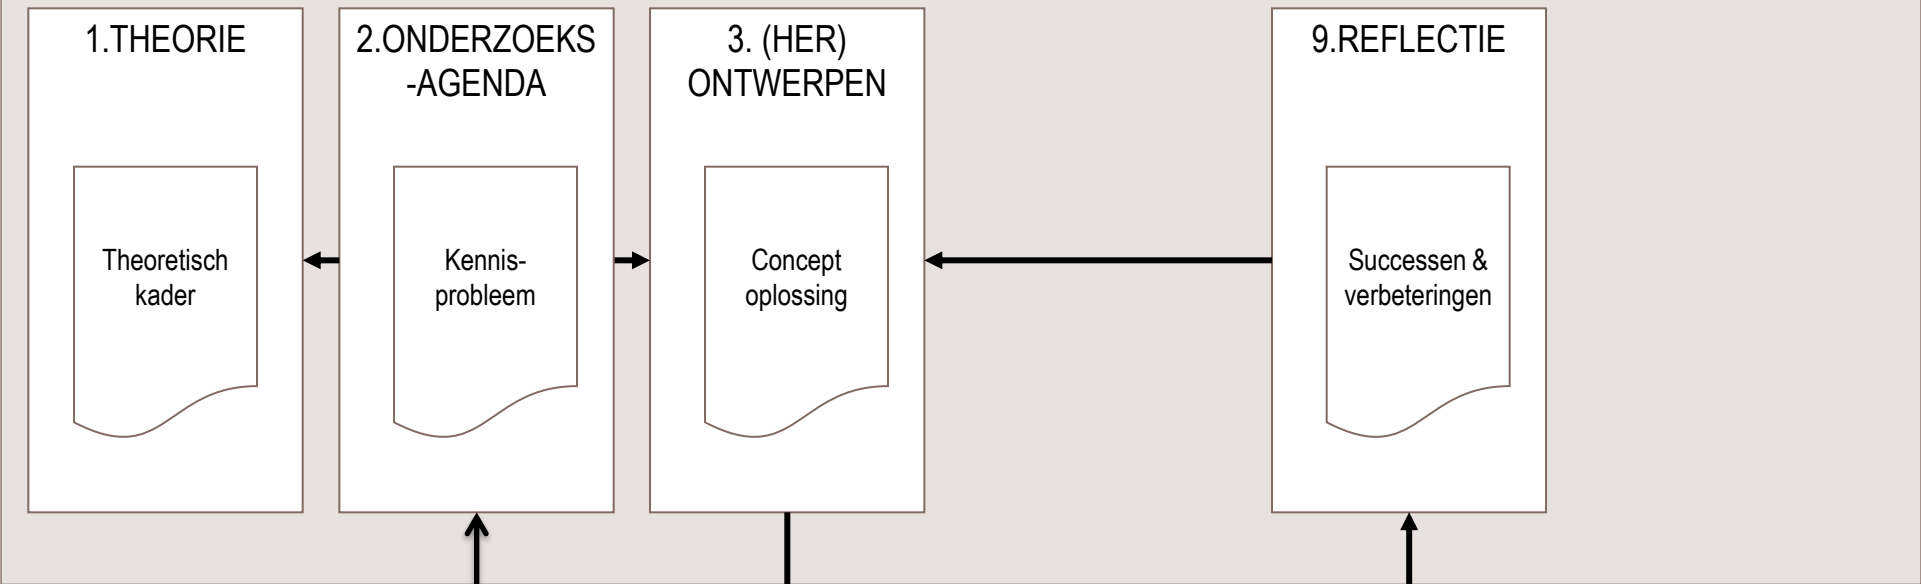 1.THEORIE
2.ONDERZOEKS
-AGENDA
3. (HER)
ONTWERPEN
9.REFLECTIE
Theoretisch
kader
Kennis-
probleem
Concept
oplossing
Successen &
verbeteringen